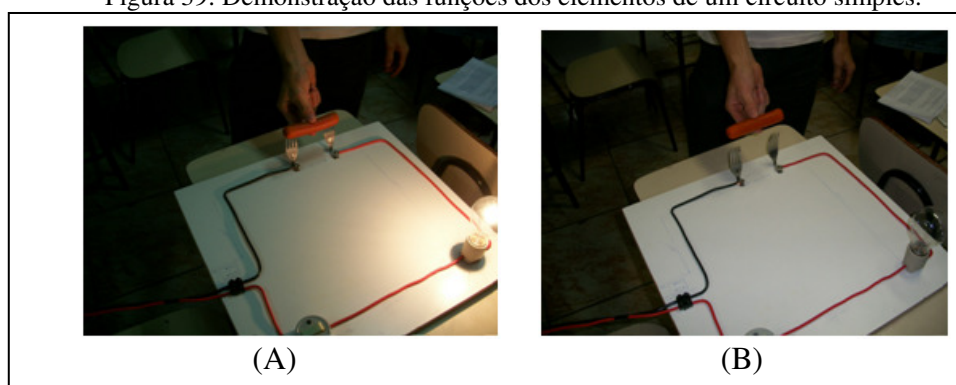 Figura 39: Demonstração das funções dos elementos de um circuito simples.
(A)
(B)